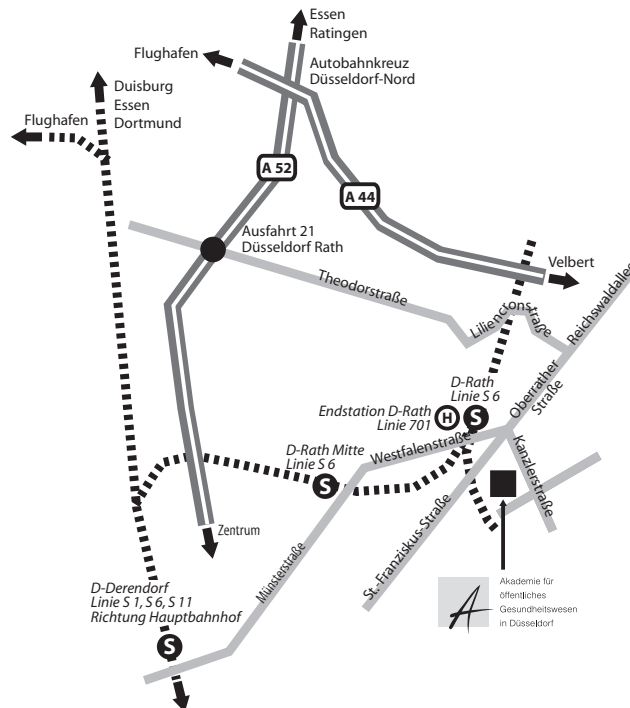 Essen
Ratingen
Flughafen
Autobahnkreuz
Düsseldorf-Nord
Duisburg
Essen
Dortmund
Flughafen
A 52
A 44
Ausfahrt 21
Düsseldorf Rath
Velbert
Theodorstraße
Liliencronstraße
Reichswaldallee
Oberrather
Straße
D-Rath
Linie S 6
S
H
Endstation D-Rath
Linie 701
D-Rath Mitte
Linie S 6
S
Westfalenstraße
Kanzlerstraße
Zentrum
Münsterstraße
St.-Franziskus-Straße
D-Derendorf
Linie S 1, S 6, S 11
Richtung Hauptbahnhof
S
A
Akademie für
öffentliches
Gesundheitswesen
in Düsseldorf